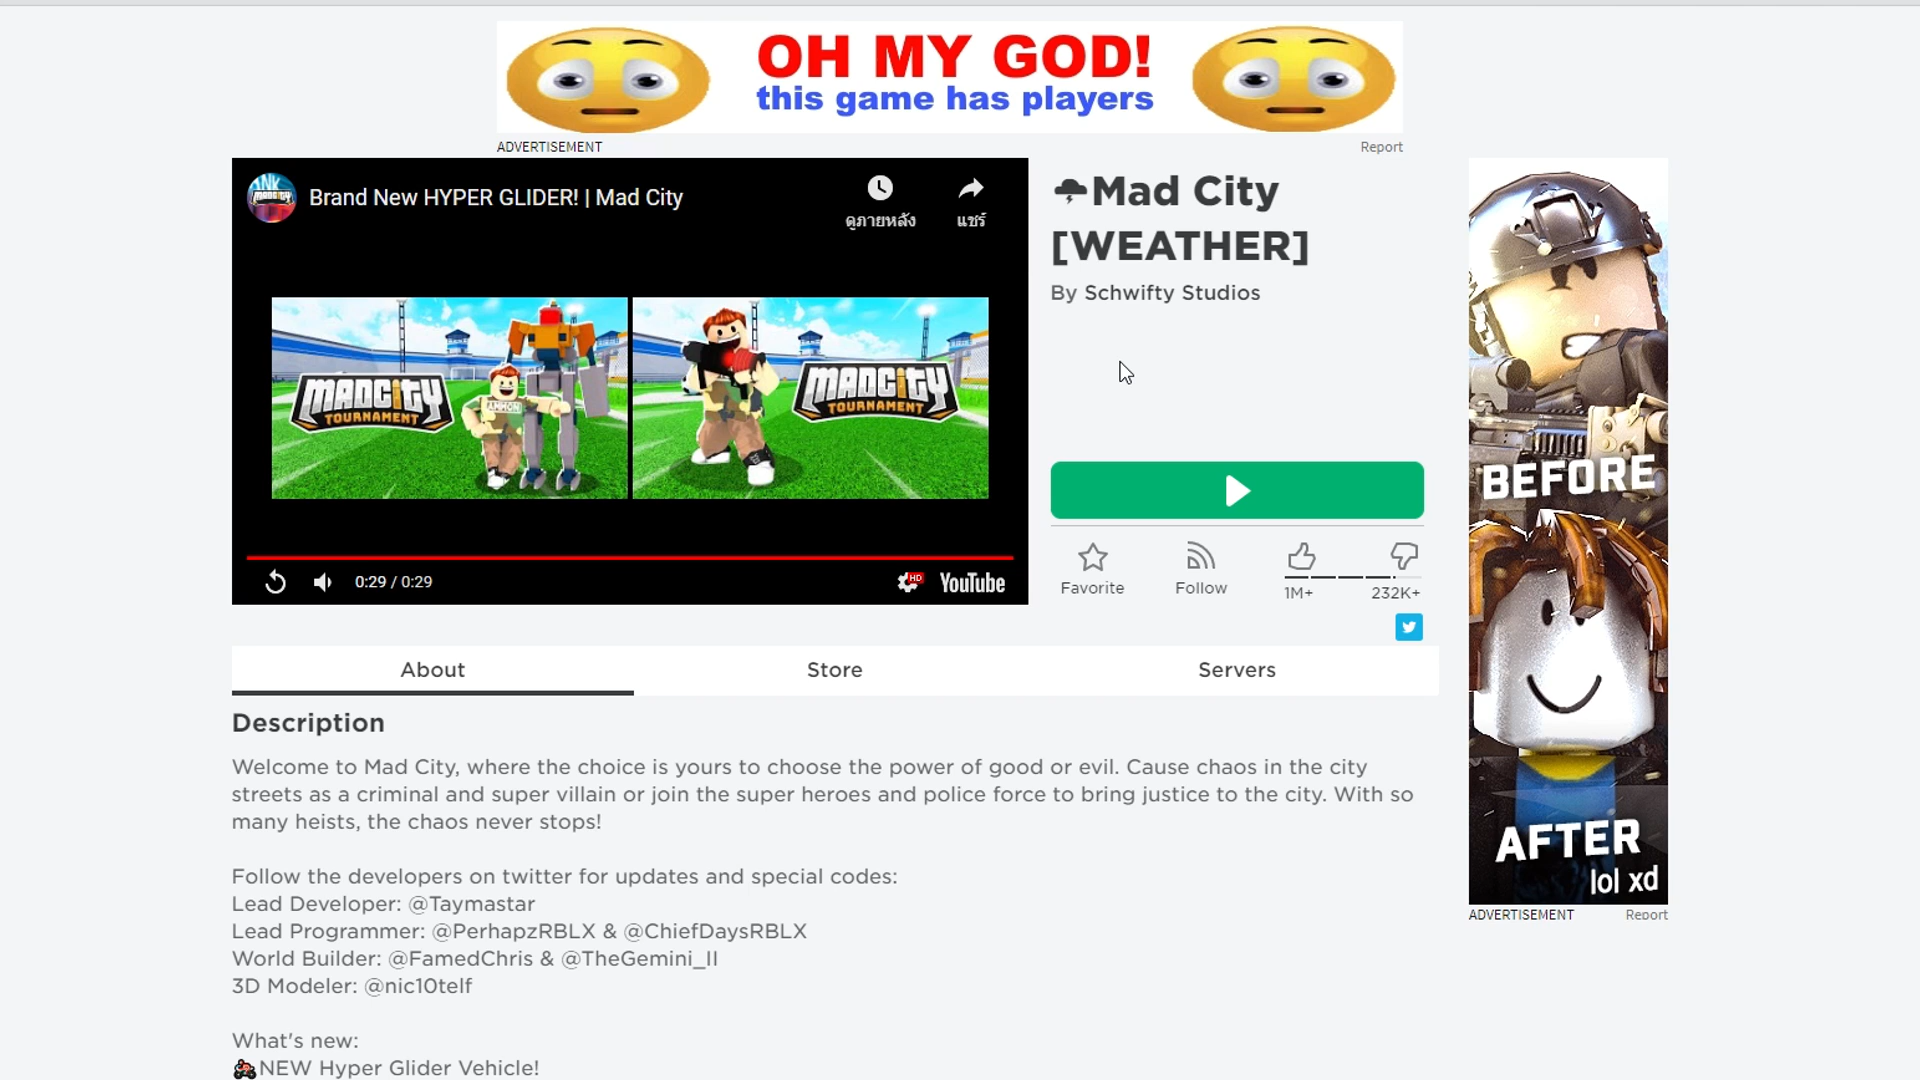 OH MY GOD!
this game has players
ADVERTISEMENT
Report
Brand New HYPER GLIDER! | Mad City
ดูภายหลัง
แชร์
MADCITY
TOURNAMENT
AMMON
MADCITY
TOURNAMENT
0:29 / 0:29
HD
YouTube
Mad City
[WEATHER]
By Schwifty Studios
Favorite
Follow
1M+
232K+
About
Store
Servers
Description
Welcome to Mad City, where the choice is yours to choose the power of good or evil. Cause chaos in the city
streets as a criminal and super villain or join the super heroes and police force to bring justice to the city. With so
many heists, the chaos never stops!
Follow the developers on twitter for updates and special codes:
Lead Developer: @Taymastar
Lead Programmer: @PerhapzRBLX & @ChiefDaysRBLX
World Builder: @FamedChris & @TheGemini_II
3D Modeler: @nic10telf
What's new:
NEW Hyper Glider Vehicle!
BEFORE
AFTER
lol xd
ADVERTISEMENT
Report